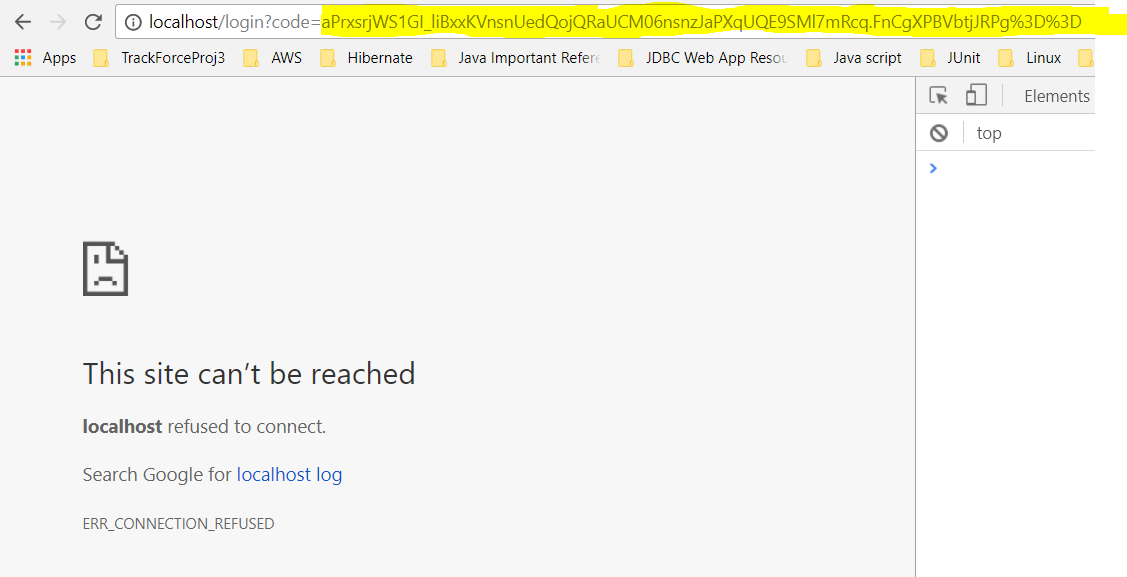 localhost/login?code=aPrxsrjWS1GI_liBxxKVnsnUedQojQRaUCM06nsnzJaPXqUQE9SMl7mRcq.FnCgXPBVbtjJRPg%3D%3D
Apps TrackForceProj3 AWS Hibernate Java Important Refere JDBC Web App Resou Java script JUnit Linux
Elements
top
This site can’t be reached
localhost refused to connect.
Search Google for localhost log
ERR_CONNECTION_REFUSED